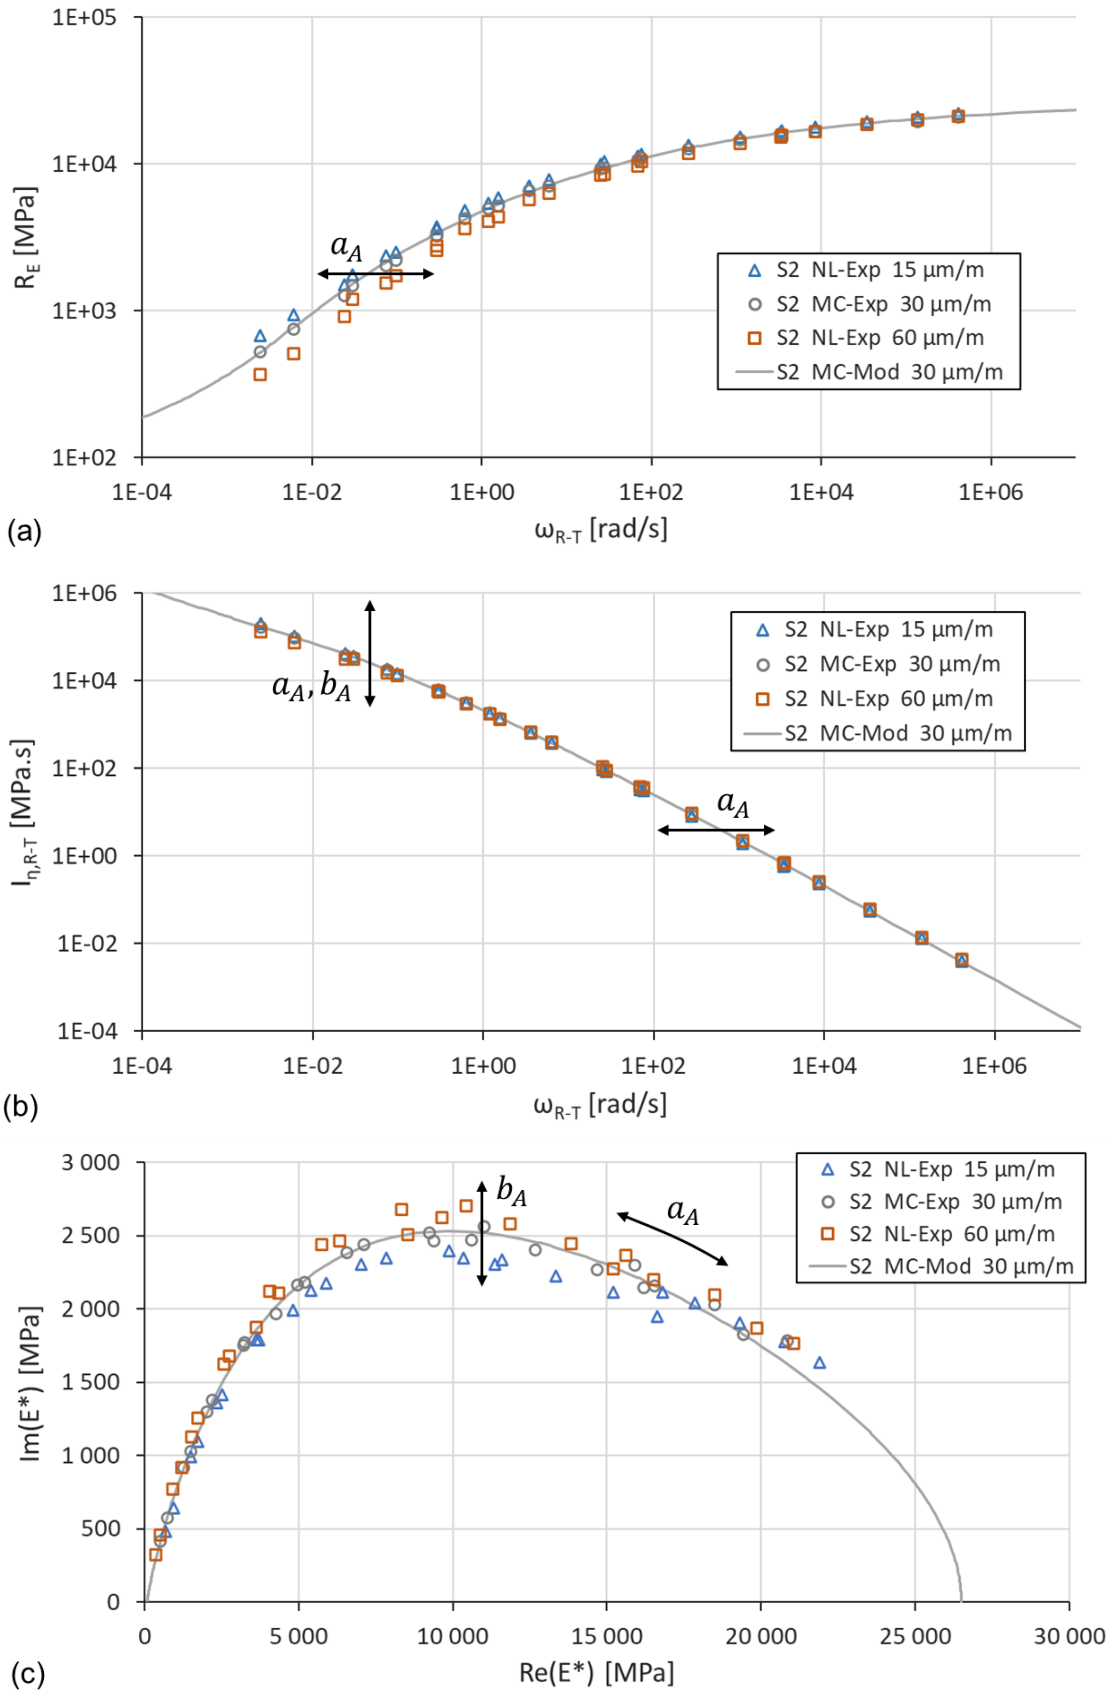 1E+05
1E+04
1E+03
1E+02
R_E [MPa]
a_A
S2 NL-Exp 15 µm/m
S2 MC-Exp 30 µm/m
S2 NL-Exp 60 µm/m
S2 MC-Mod 30 µm/m
1E-04 1E-02 1E+00 1E+02 1E+04 1E+06
ω_R-T [rad/s]
(a)
1E+06
1E+04
1E+02
1E+00
1E-02
1E-04
I_η,R-T [MPa.s]
a_A, b_A
a_A
S2 NL-Exp 15 µm/m
S2 MC-Exp 30 µm/m
S2 NL-Exp 60 µm/m
S2 MC-Mod 30 µm/m
1E-04 1E-02 1E+00 1E+02 1E+04 1E+06
ω_R-T [rad/s]
(b)
3 000
2 500
2 000
1 500
1 000
500
0
Im(E*) [MPa]
b_A
a_A
S2 NL-Exp 15 µm/m
S2 MC-Exp 30 µm/m
S2 NL-Exp 60 µm/m
S2 MC-Mod 30 µm/m
0 5 000 10 000 15 000 20 000 25 000 30 000
Re(E*) [MPa]
(c)